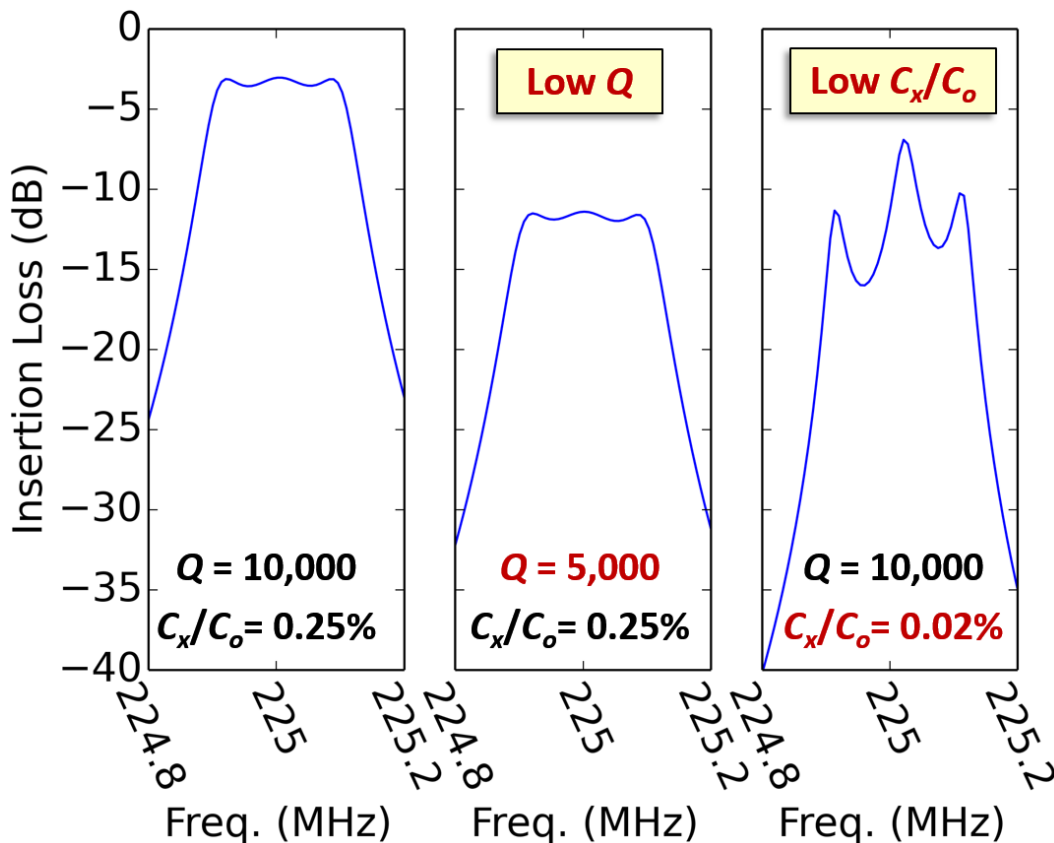 Insertion Loss (dB)
0
−5
−10
−15
−20
−25
−30
−35
−40
Q = 10,000
Cx/Co= 0.25%
224.8
225
225.2
Freq. (MHz)
Low Q
Q = 5,000
Cx/Co= 0.25%
224.8
225
225.2
Freq. (MHz)
Low Cx/Co
Q = 10,000
Cx/Co= 0.02%
224.8
225
225.2
Freq. (MHz)